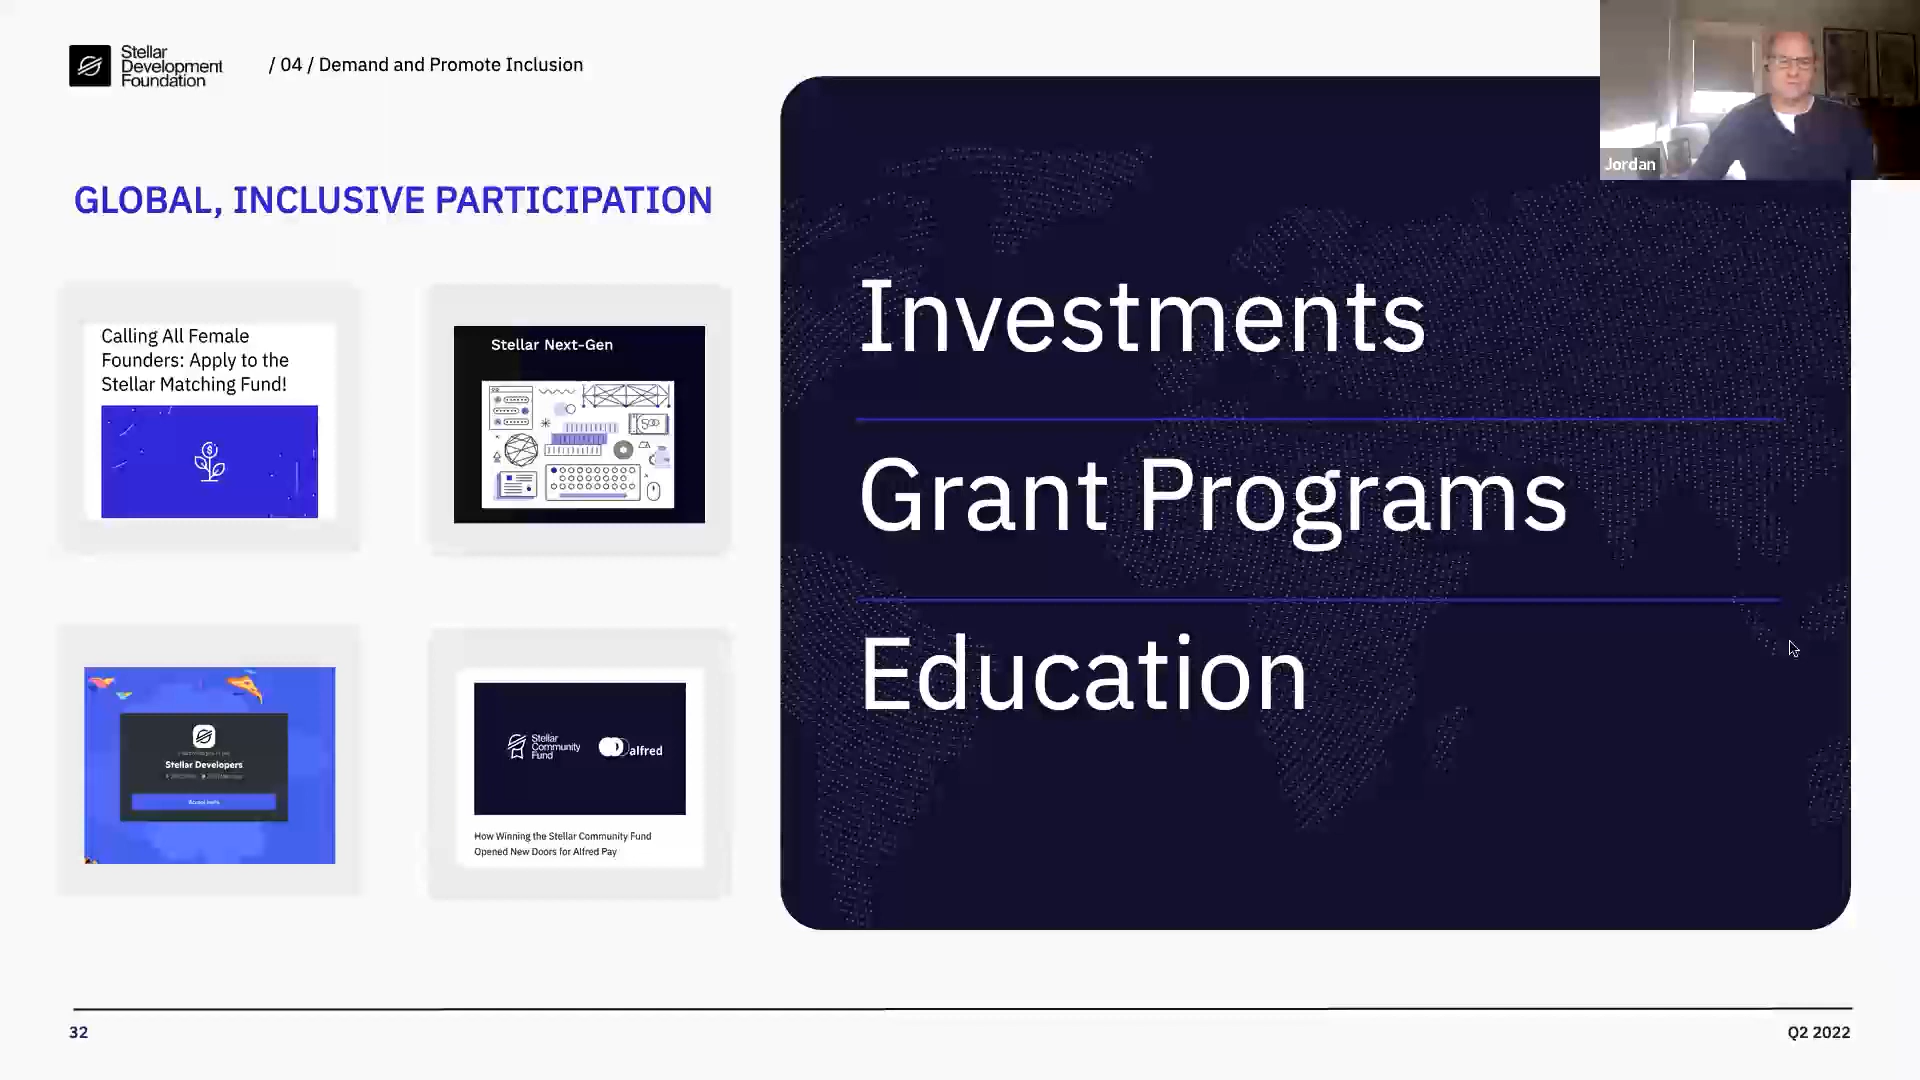 Stellar
Development
Foundation
/ 04 / Demand and Promote Inclusion
Jordan
GLOBAL, INCLUSIVE PARTICIPATION
Calling All Female
Founders: Apply to the
Stellar Matching Fund!
Stellar Next-Gen
Stellar Developers
Stellar
Community
Fund
alfred
How Winning the Stellar Community Fund
Opened New Doors for Alfred Pay
Investments
Grant Programs
Education
32
Q2 2022